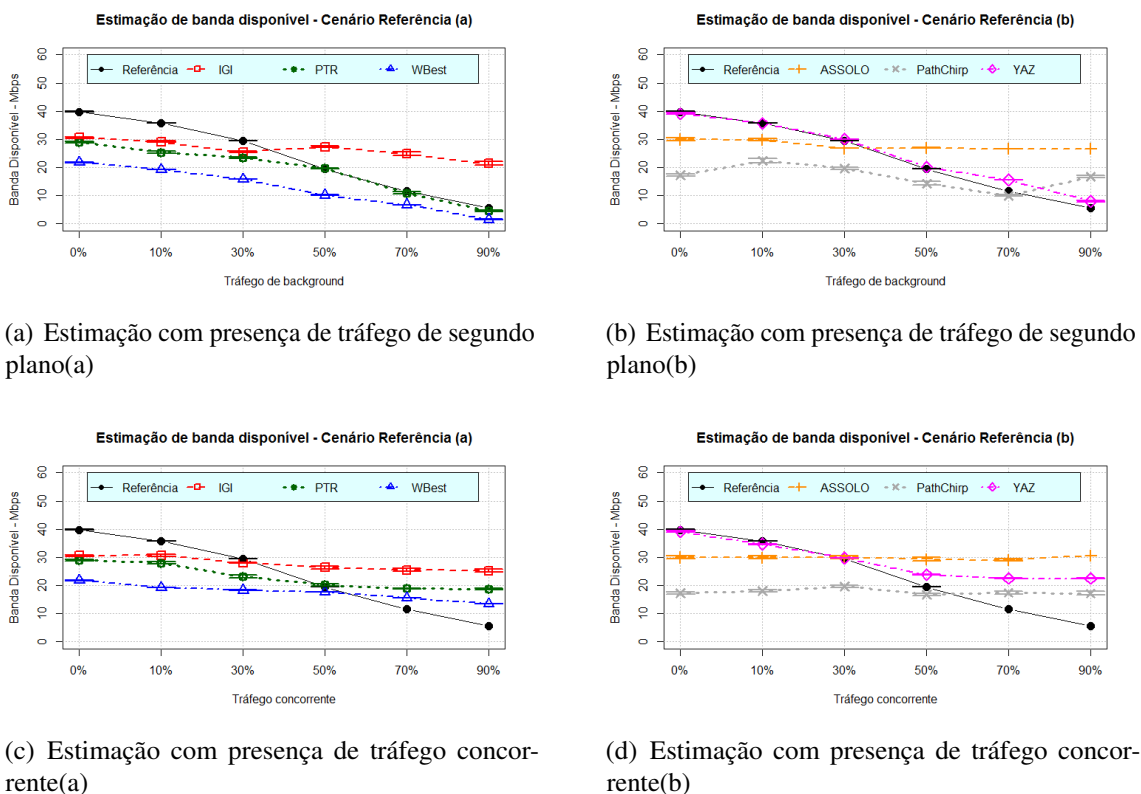 Estimação de banda disponível - Cenário Referência (a)
Banda Disponível - Mbps
60
50
40
30
20
10
0
Referência IGI PTR WBest
0% 10% 30% 50% 70% 90%
Tráfego de background
(a) Estimação com presença de tráfego de segundo
plano(a)
Estimação de banda disponível - Cenário Referência (b)
Banda Disponível - Mbps
60
50
40
30
20
10
0
Referência ASSOLO PathChirp YAZ
0% 10% 30% 50% 70% 90%
Tráfego de background
(b) Estimação com presença de tráfego de segundo
plano(b)
Estimação de banda disponível - Cenário Referência (a)
Banda Disponível - Mbps
60
50
40
30
20
10
0
Referência IGI PTR WBest
0% 10% 30% 50% 70% 90%
Tráfego concorrente
(c) Estimação com presença de tráfego concor-
rente(a)
Estimação de banda disponível - Cenário Referência (b)
Banda Disponível - Mbps
60
50
40
30
20
10
0
Referência ASSOLO PathChirp YAZ
0% 10% 30% 50% 70% 90%
Tráfego concorrente
(d) Estimação com presença de tráfego concor-
rente(b)